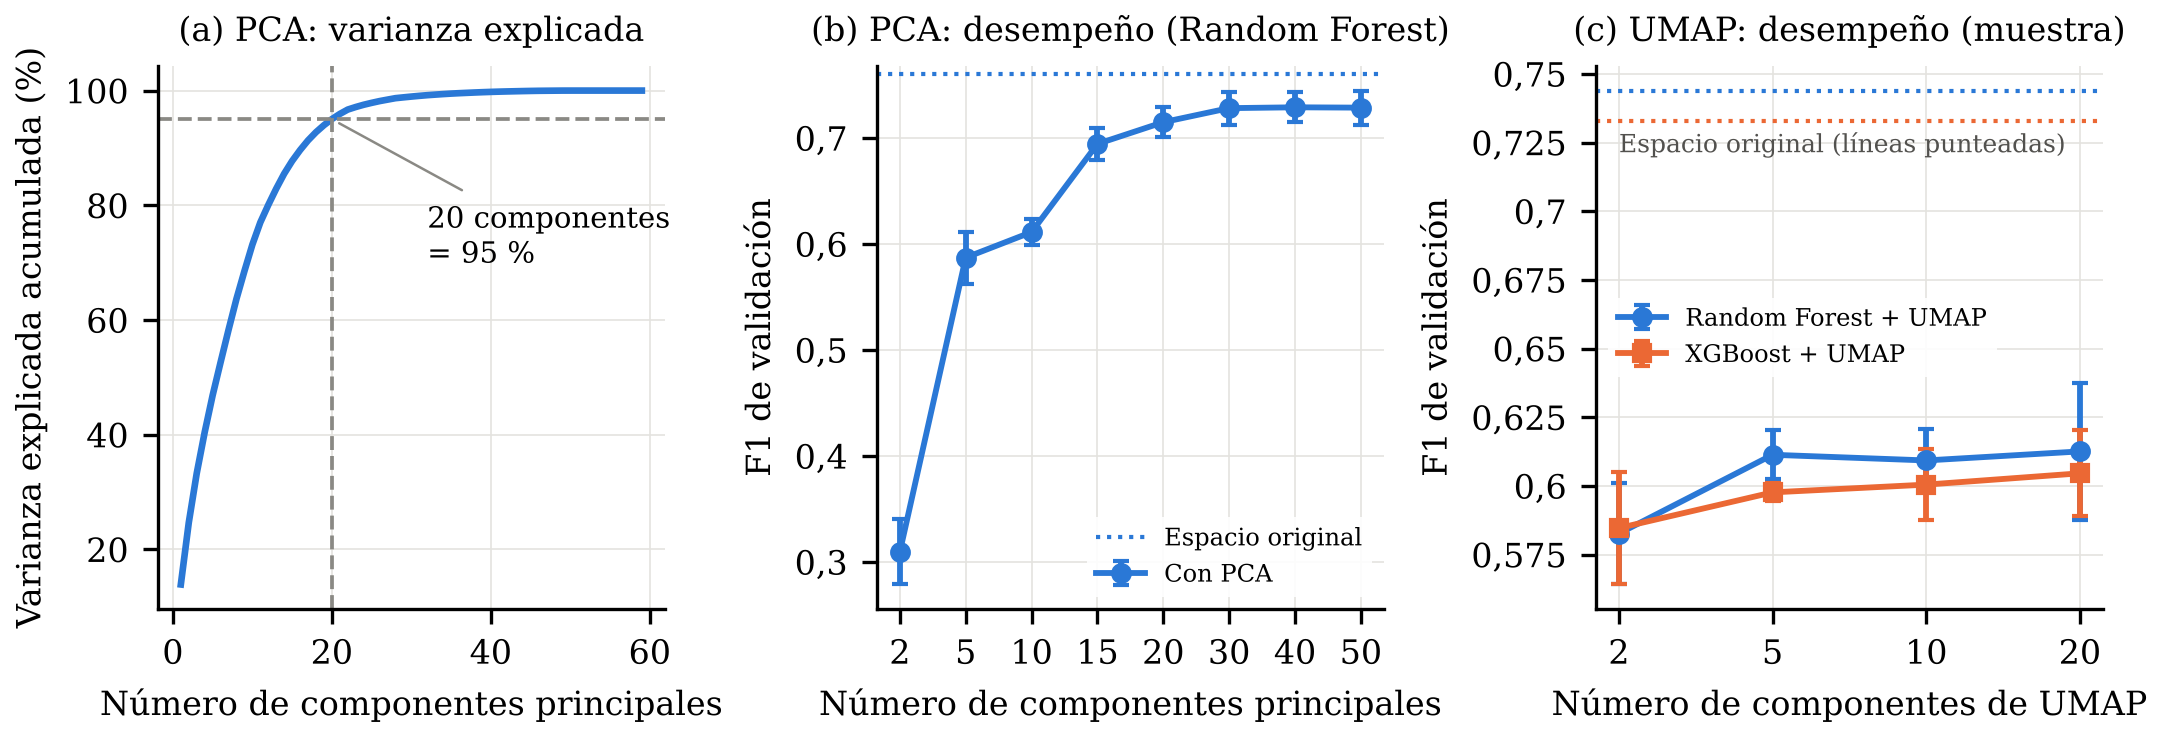 (a) PCA: varianza explicada
Varianza explicada acumulada (%)
100
80
60
40
20
20 componentes
= 95 %
0
20
40
60
Número de componentes principales
(b) PCA: desempeño (Random Forest)
F1 de validación
0,7
0,6
0,5
0,4
0,3
Espacio original
Con PCA
2
5
10
15
20
30
40
50
Número de componentes principales
(c) UMAP: desempeño (muestra)
F1 de validación
0,75
0,725
0,7
0,675
0,65
0,625
0,6
0,575
Espacio original (líneas punteadas)
Random Forest + UMAP
XGBoost + UMAP
2
5
10
20
Número de componentes de UMAP